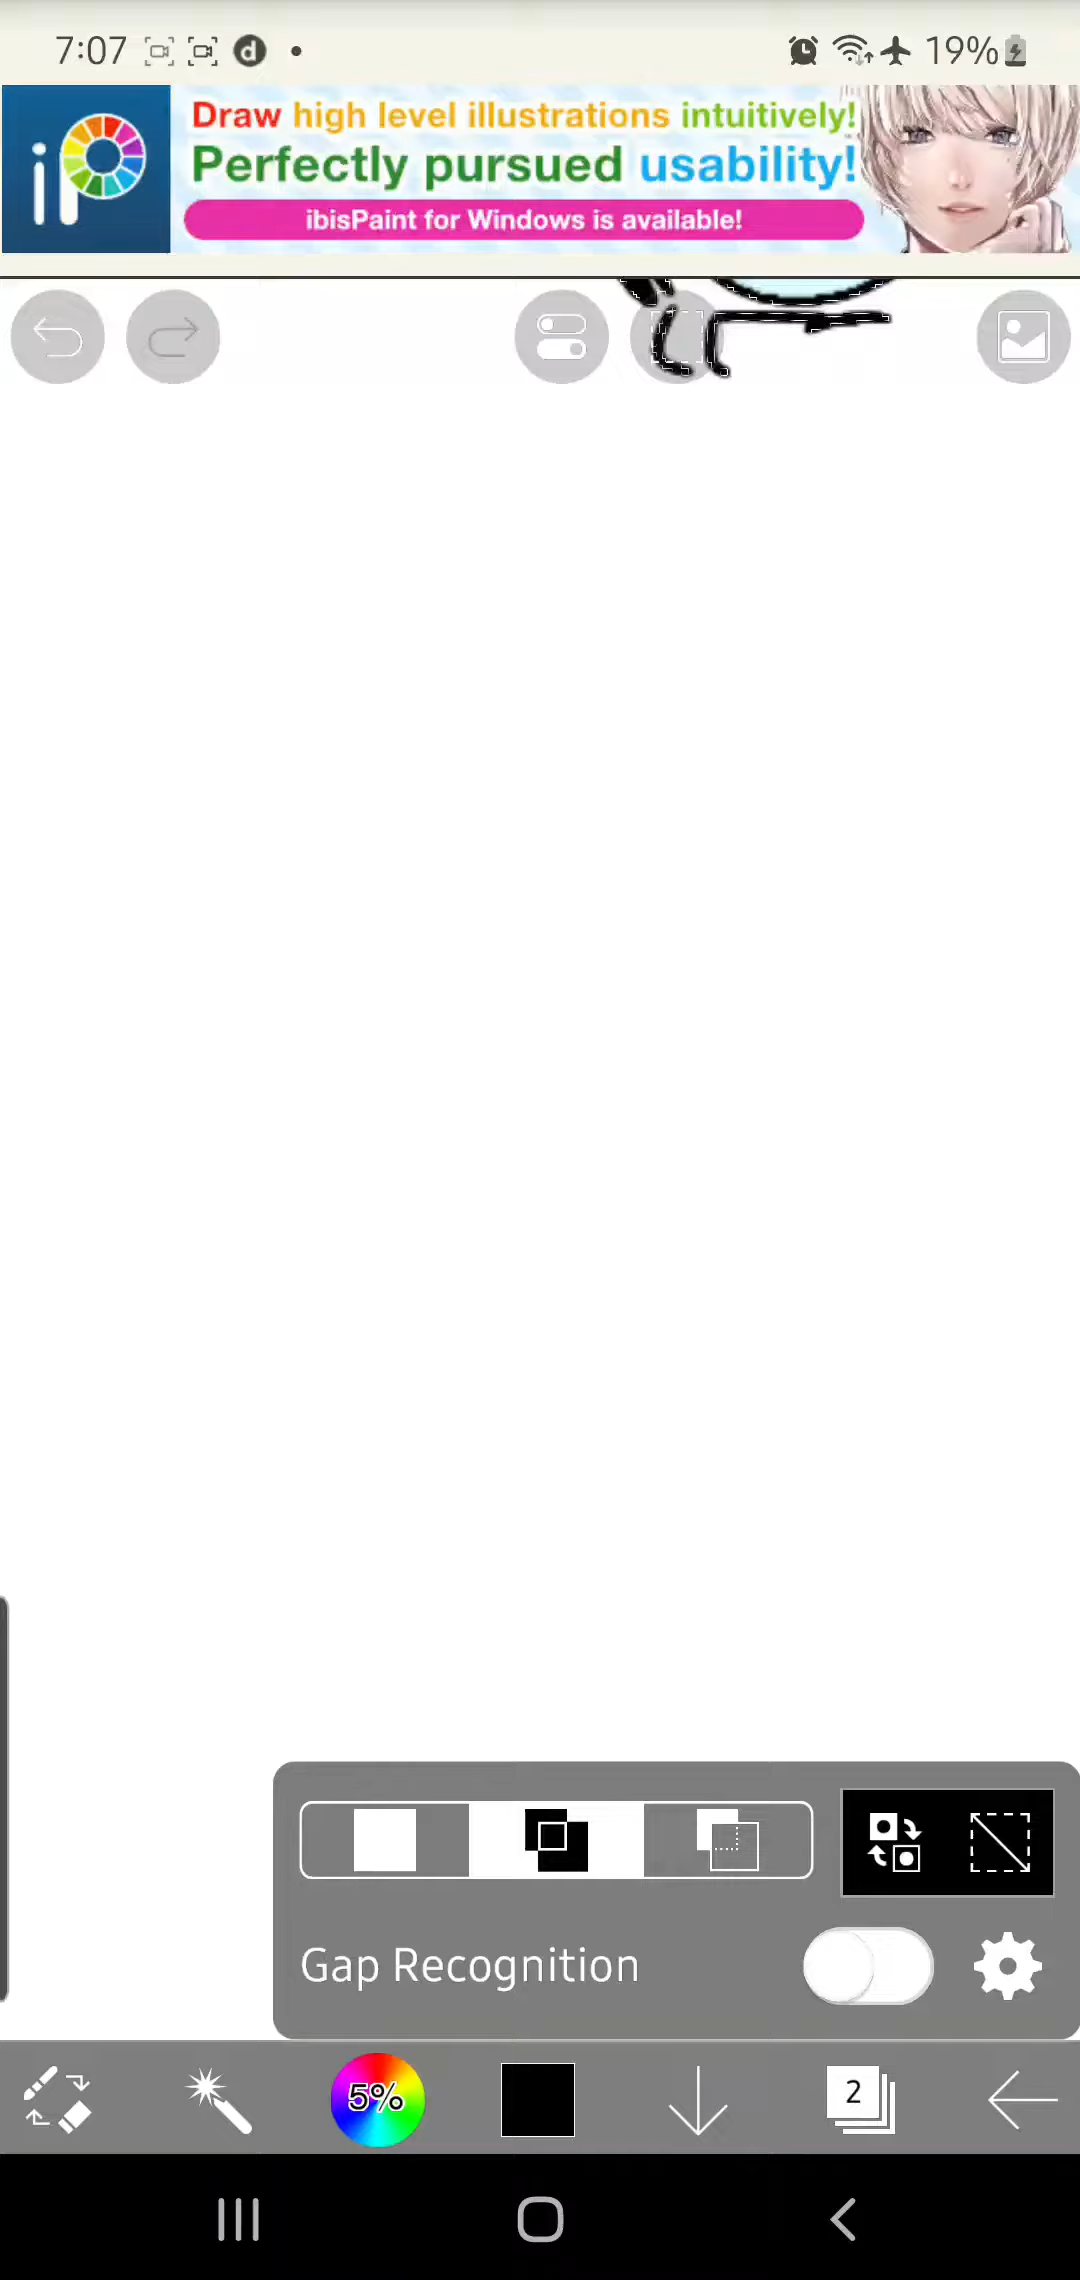 7:07
d
19%
iP
Draw high level illustrations intuitively!
Perfectly pursued usability!
ibisPaint for Windows is available!
Gap Recognition
5%
2